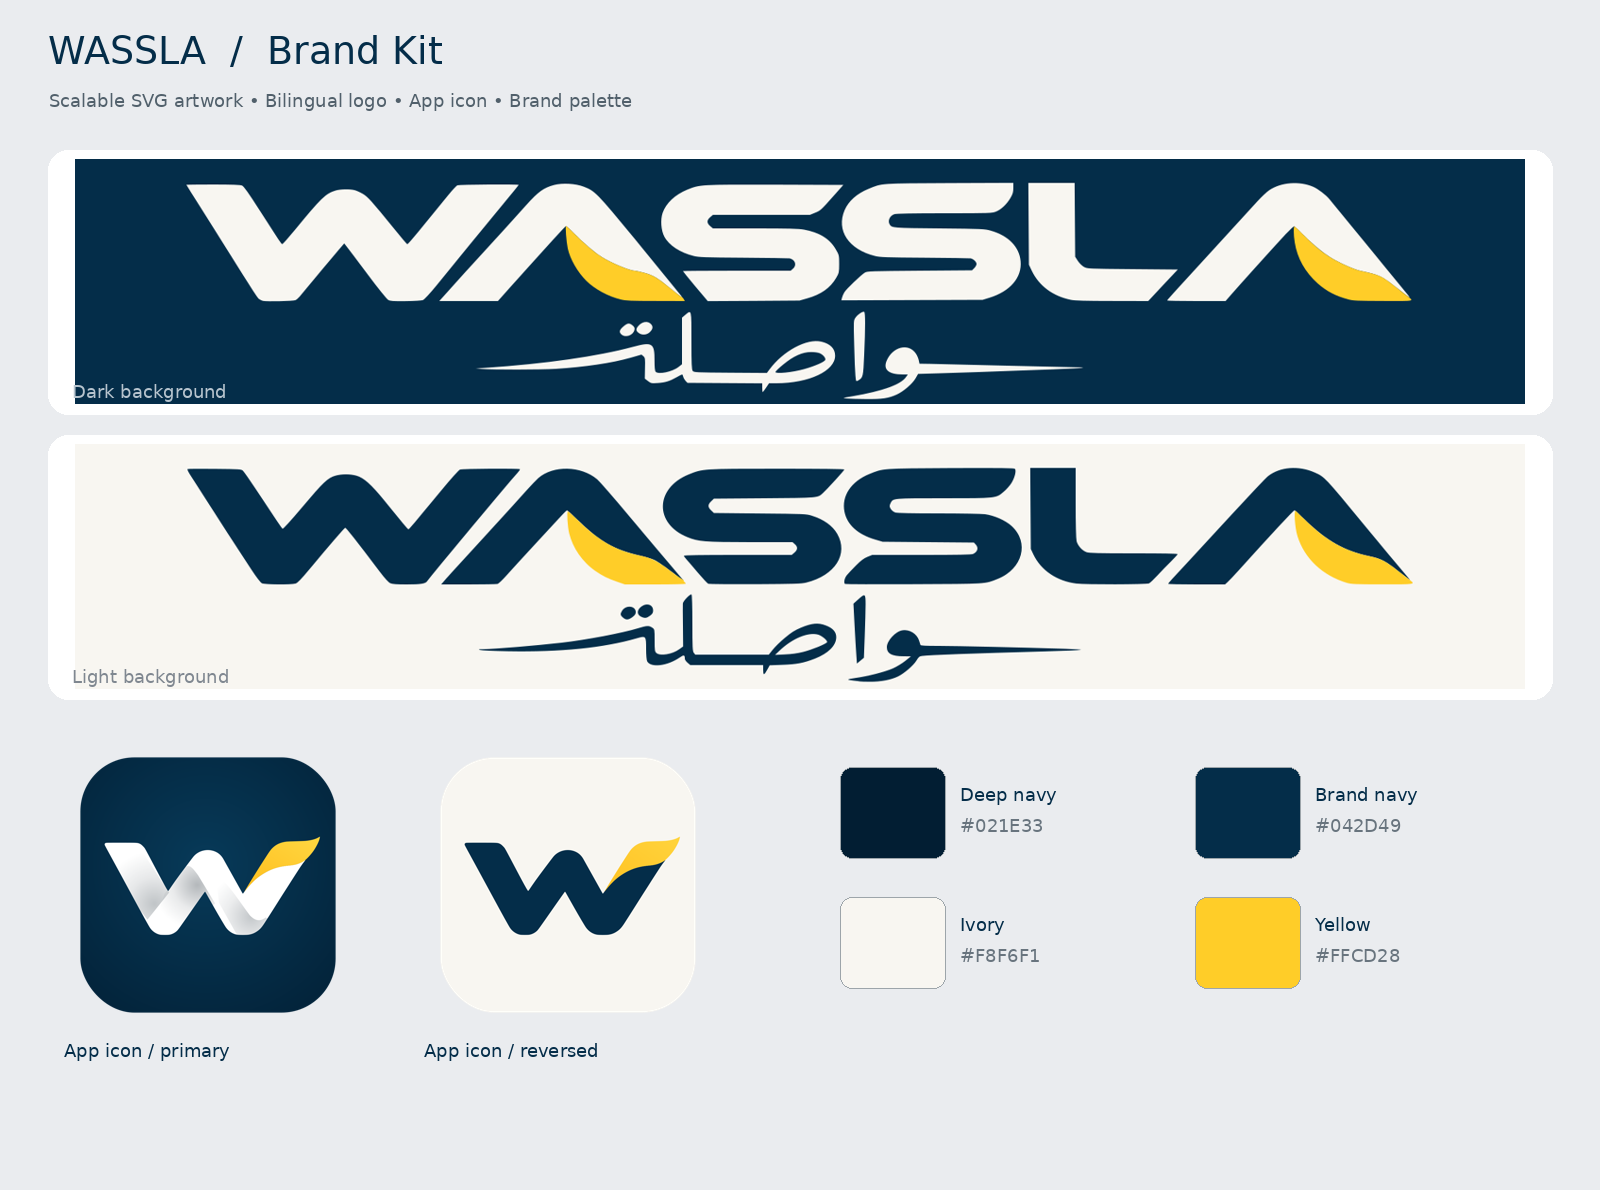 WASSLA / Brand Kit
Scalable SVG artwork • Bilingual logo • App icon • Brand palette
WASSLA
واصلة
Dark background
WASSLA
واصلة
Light background
W
W
App icon / primary
App icon / reversed
Deep navy
#021E33
Brand navy
#042D49
Ivory
#F8F6F1
Yellow
#FFCD28